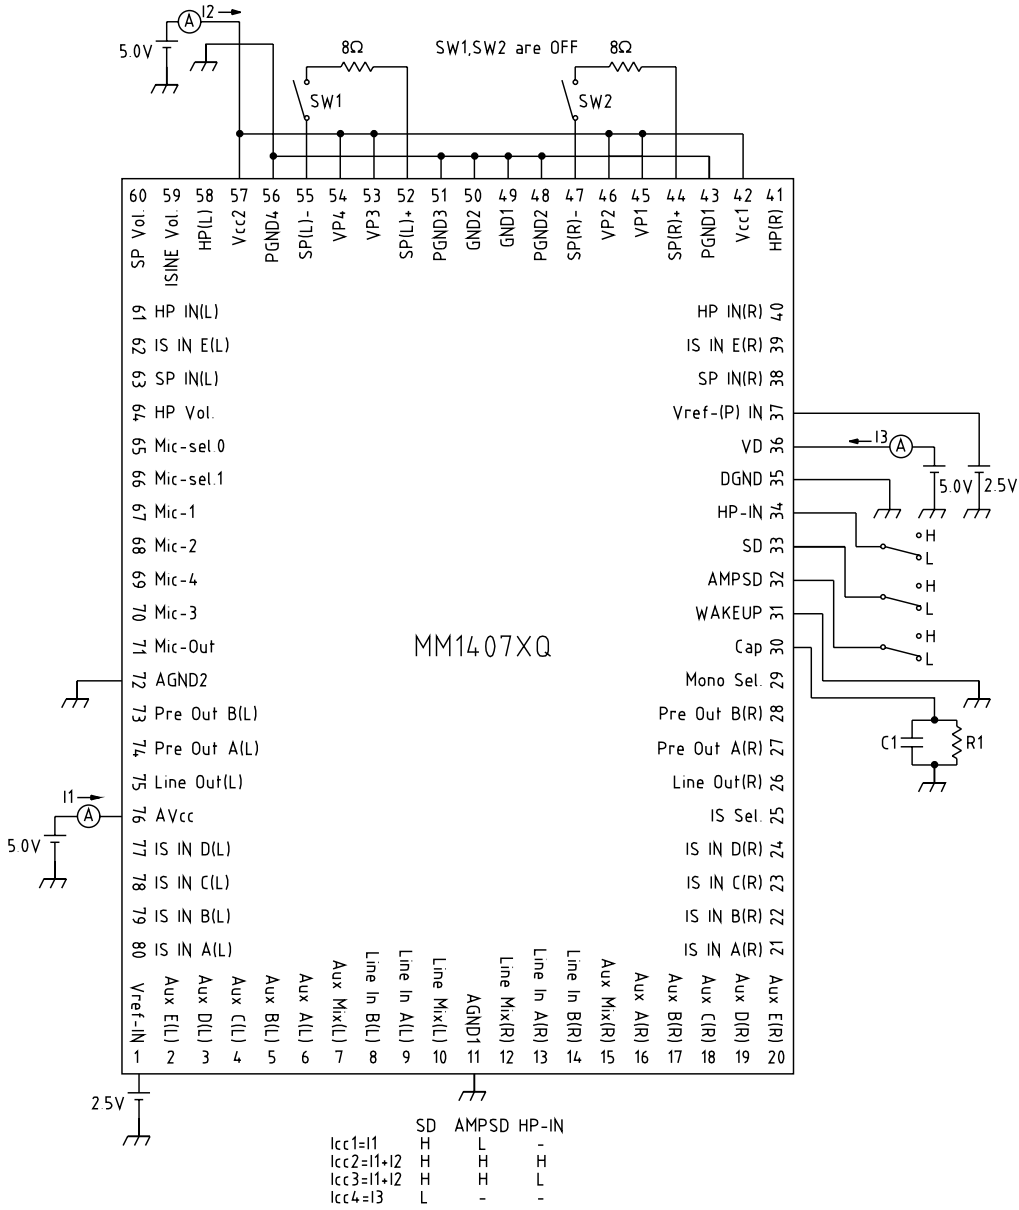 I2
A
5.0V
8Ω
SW1,SW2 are OFF
8Ω
SW1
SW2
60 59 58 57 56 55 54 53 52 51 50 49 48 47 46 45 44 43 42 41
SP Vol.
ISINE Vol.
HP(L)
Vcc2
PGND4
SP(L)-
VP4
VP3
SP(L)+
PGND3
GND2
GND1
PGND2
SP(R)-
VP2
VP1
SP(R)+
PGND1
Vcc1
HP(R)
61 HP IN(L)
62 IS IN E(L)
63 SP IN(L)
64 HP Vol.
65 Mic-sel.0
66 Mic-sel.1
67 Mic-1
68 Mic-2
69 Mic-4
70 Mic-3
71 Mic-Out
72 AGND2
73 Pre Out B(L)
74 Pre Out A(L)
75 Line Out(L)
76 AVcc
77 IS IN D(L)
78 IS IN C(L)
79 IS IN B(L)
80 IS IN A(L)
I1
A
5.0V
MM1407XQ
HP IN(R) 40
IS IN E(R) 39
SP IN(R) 38
Vref-(P) IN 37
VD 36
DGND 35
HP-IN 34
SD 33
AMPSD 32
WAKEUP 31
Cap 30
Mono Sel. 29
Pre Out B(R) 28
Pre Out A(R) 27
Line Out(R) 26
IS Sel. 25
IS IN D(R) 24
IS IN C(R) 23
IS IN B(R) 22
IS IN A(R) 21
I3
A
5.0V
2.5V
H
L
H
L
H
L
C1
R1
Vref-IN
Aux E(L)
Aux D(L)
Aux C(L)
Aux B(L)
Aux A(L)
Aux Mix(L)
Line In B(L)
Line In A(L)
Line Mix(L)
AGND1
Line Mix(R)
Line In A(R)
Line In B(R)
Aux Mix(R)
Aux A(R)
Aux B(R)
Aux C(R)
Aux D(R)
Aux E(R)
1 2 3 4 5 6 7 8 9 10 11 12 13 14 15 16 17 18 19 20
2.5V
SD AMPSD HP-IN
Icc1=I1 H L -
Icc2=I1+I2 H H H
Icc3=I1+I2 H H L
Icc4=I3 L - -